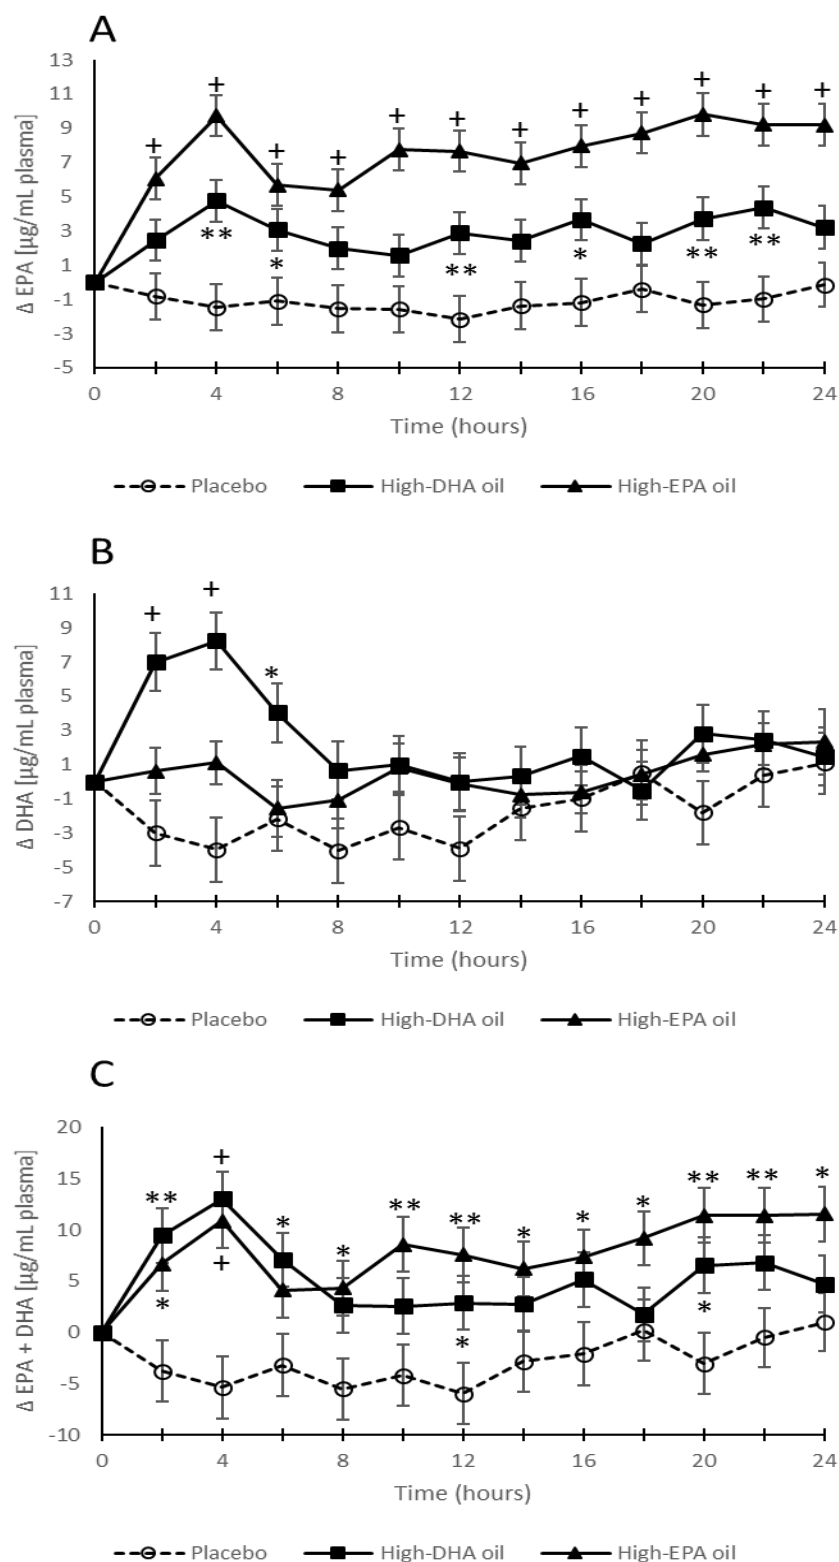 A
Δ EPA [µg/mL plasma]
13
11
9
7
5
3
1
-1
-3
-5
+ + + + + + + + + + + +
** * ** * ** **
0 4 8 12 16 20 24
Time (hours)
Placebo High-DHA oil High-EPA oil
B
Δ DHA [µg/mL plasma]
11
9
7
5
3
1
-1
-3
-5
-7
+ + *
0 4 8 12 16 20 24
Time (hours)
Placebo High-DHA oil High-EPA oil
C
Δ EPA + DHA [µg/mL plasma]
20
15
10
5
0
-5
-10
** + * * ** ** * * * ** ** *
* + * *
0 4 8 12 16 20 24
Time (hours)
Placebo High-DHA oil High-EPA oil